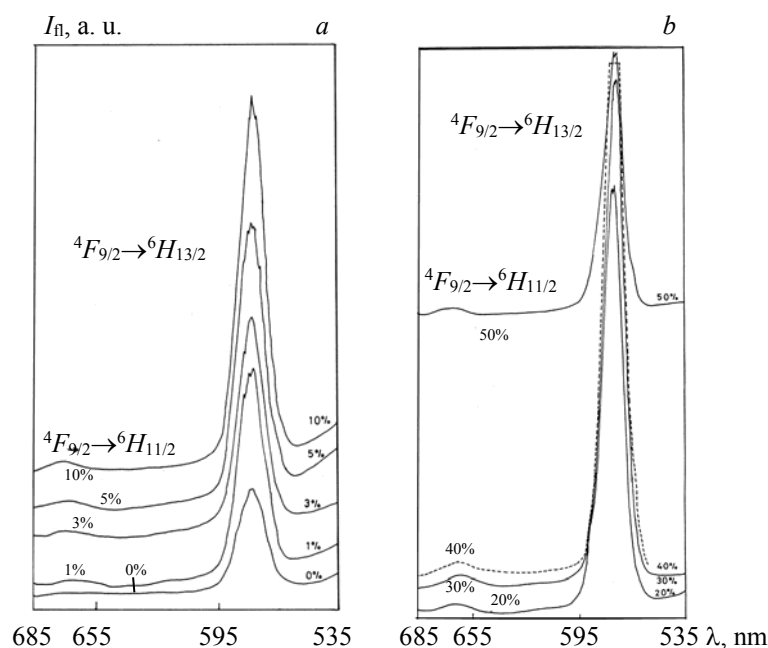 I_fl, a. u. a
⁴F₉/₂→⁶H₁₃/₂
⁴F₉/₂→⁶H₁₁/₂
10%
10%
5%
5%
3%
3%
1%
1% 0%
0%
685 655 595 535
b
⁴F₉/₂→⁶H₁₃/₂
⁴F₉/₂→⁶H₁₁/₂
50%
50%
40%
40%
30%
30%
20%
20%
685 655 595 535 λ, nm